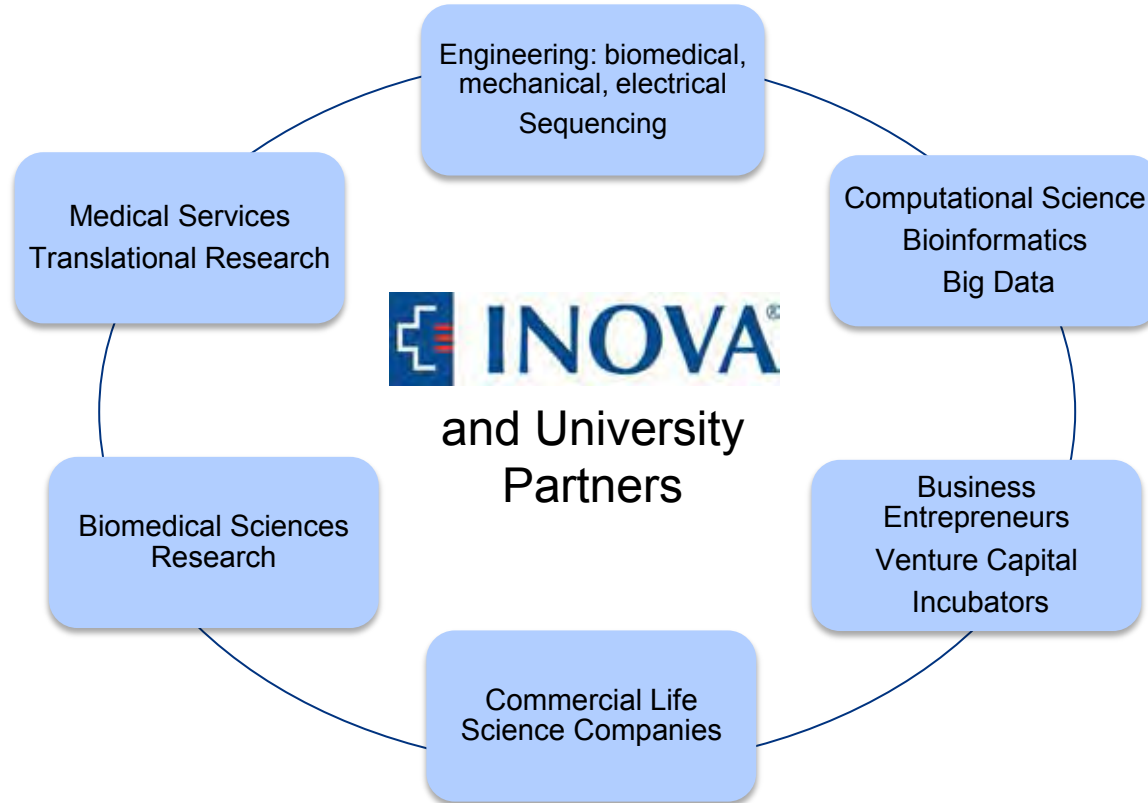 Engineering: biomedical,
mechanical, electrical
Sequencing
Medical Services
Translational Research
Computational Science
Bioinformatics
Big Data
INOVA®
and University
Partners
Biomedical Sciences
Research
Business
Entrepreneurs
Venture Capital
Incubators
Commercial Life
Science Companies